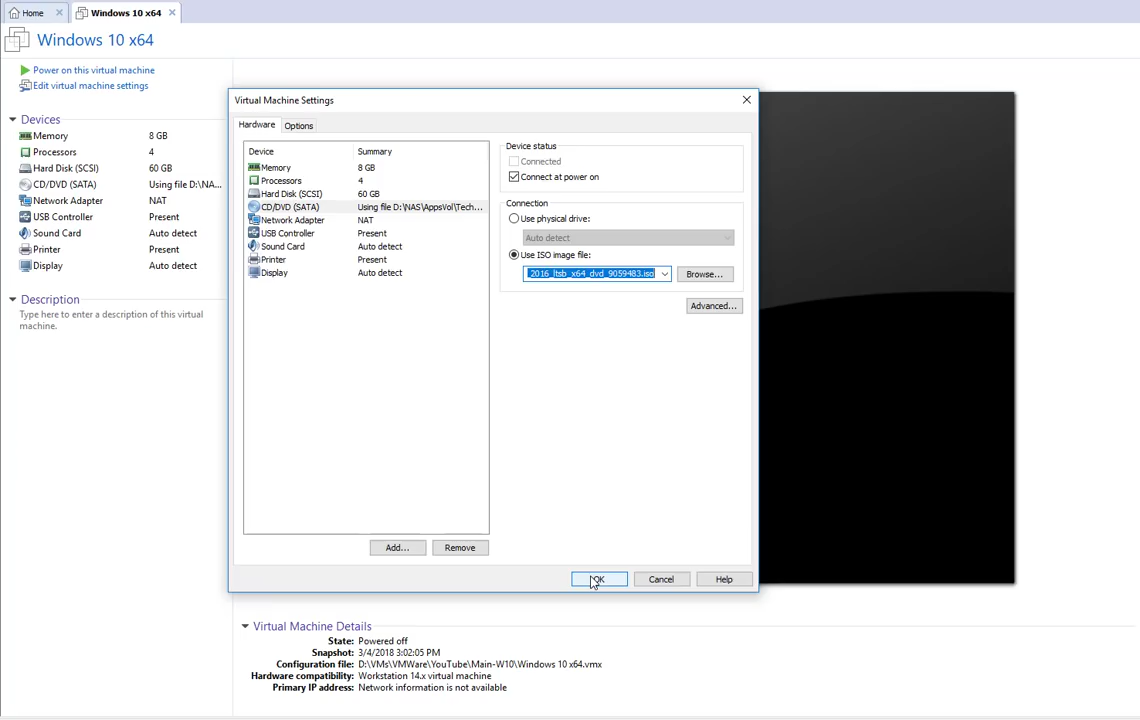 Home
Windows 10 x64
Windows 10 x64
Power on this virtual machine
Edit virtual machine settings
Devices
Memory 8 GB
Processors 4
Hard Disk (SCSI) 60 GB
CD/DVD (SATA) Using file D:\NA...
Network Adapter NAT
USB Controller Present
Sound Card Auto detect
Printer Present
Display Auto detect
Description
Type here to enter a description of this virtual
machine.
Virtual Machine Settings
Hardware Options
Device Summary
Memory 8 GB
Processors 4
Hard Disk (SCSI) 60 GB
CD/DVD (SATA) Using file D:\NAS\AppsVol\Tech...
Network Adapter NAT
USB Controller Present
Sound Card Auto detect
Printer Present
Display Auto detect
Add... Remove
Device status
Connected
Connect at power on
Connection
Use physical drive:
Auto detect
Use ISO image file:
2016_ltsb_x64_dvd_9059483.iso Browse...
Advanced...
OK Cancel Help
Virtual Machine Details
State: Powered off
Snapshot: 3/4/2018 3:02:05 PM
Configuration file: D:\VMs\VMWare\YouTube\Main-W10\Windows 10 x64.vmx
Hardware compatibility: Workstation 14.x virtual machine
Primary IP address: Network information is not available